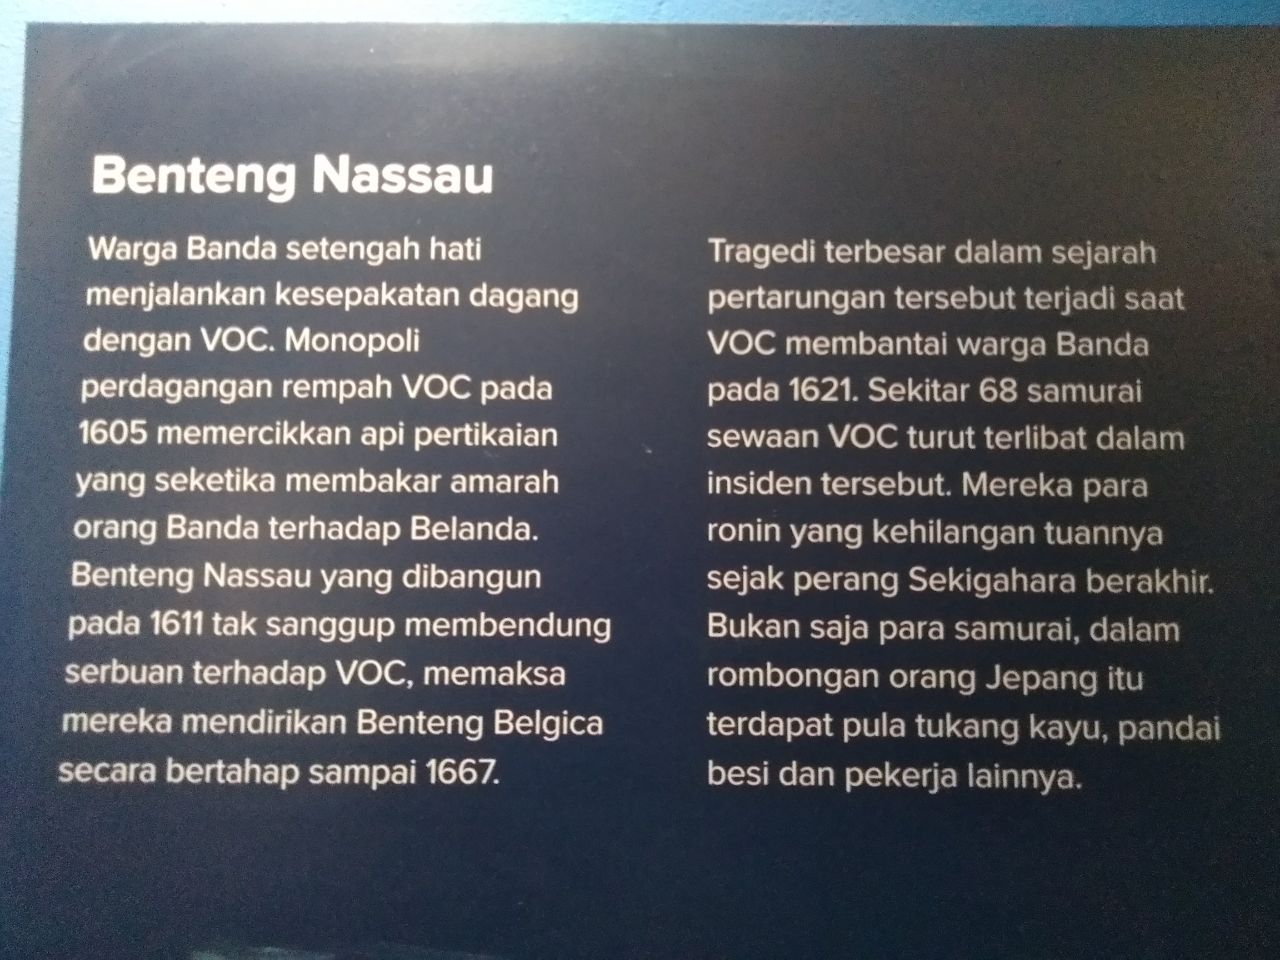 Benteng Nassau
Warga Banda setengah hati
menjalankan kesepakatan dagang
dengan VOC. Monopoli
perdagangan rempah VOC pada
1605 memercikkan api pertikaian
yang seketika membakar amarah
orang Banda terhadap Belanda.
Benteng Nassau yang dibangun
pada 1611 tak sanggup membendung
serbuan terhadap VOC, memaksa
mereka mendirikan Benteng Belgica
secara bertahap sampai 1667.
Tragedi terbesar dalam sejarah
pertarungan tersebut terjadi saat
VOC membantai warga Banda
pada 1621. Sekitar 68 samurai
sewaan VOC turut terlibat dalam
insiden tersebut. Mereka para
ronin yang kehilangan tuannya
sejak perang Sekigahara berakhir.
Bukan saja para samurai, dalam
rombongan orang Jepang itu
terdapat pula tukang kayu, pandai
besi dan pekerja lainnya.